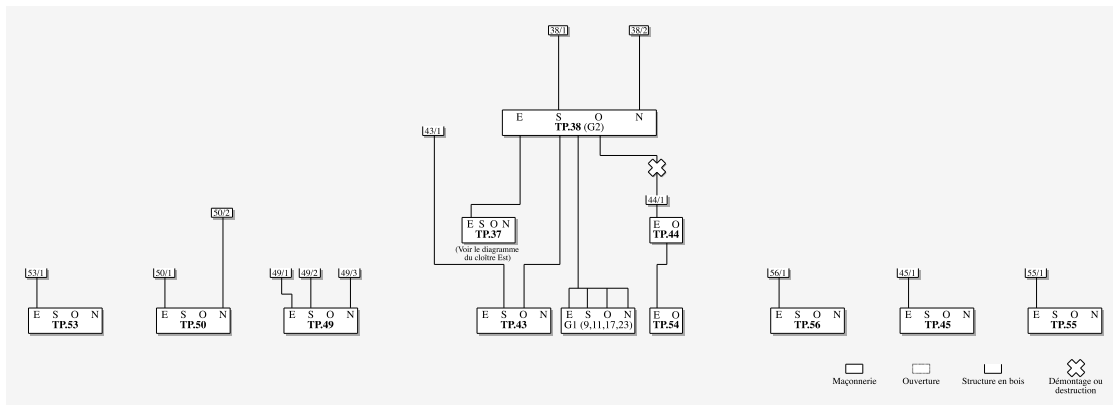 38/1 38/2
E S O N
TP.38 (G2)
43/1
44/1
50/2
E S O N
TP.37
E O
TP.44
(Voir le diagramme
du cloître Est)
53/1 50/1 49/1 49/2 49/3 56/1 45/1 55/1
E S O N
TP.53
E S O N
TP.50
E S O N
TP.49
E S O N
TP.43
E S O N
G1 (9,11,17,23)
E O
TP.54
E S O N
TP.56
E S O N
TP.45
E S O N
TP.55
Maçonnerie
Ouverture
Structure en bois
Démontage ou
destruction